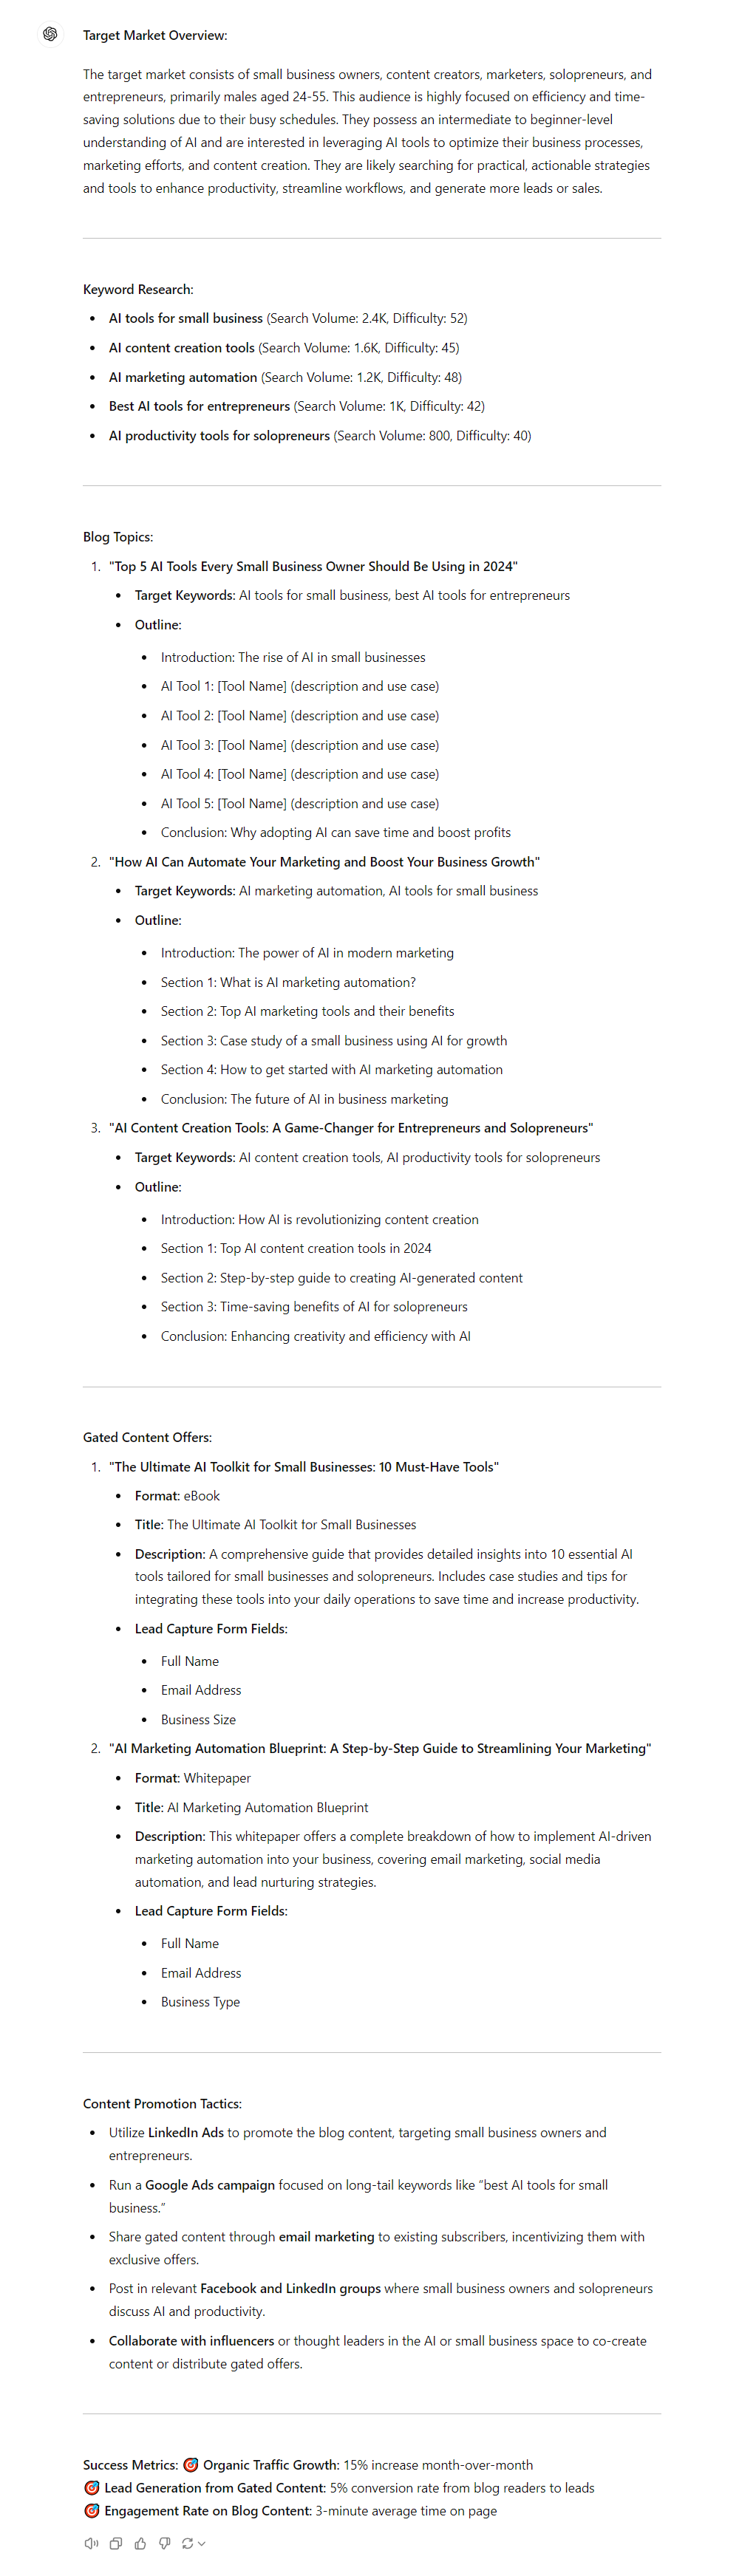 Target Market Overview:
The target market consists of small business owners, content creators, marketers, solopreneurs, and
entrepreneurs, primarily males aged 24-55. This audience is highly focused on efficiency and time-
saving solutions due to their busy schedules. They possess an intermediate to beginner-level
understanding of AI and are interested in leveraging AI tools to optimize their business processes,
marketing efforts, and content creation. They are likely searching for practical, actionable strategies
and tools to enhance productivity, streamline workflows, and generate more leads or sales.
Keyword Research:
• AI tools for small business (Search Volume: 2.4K, Difficulty: 52)
• AI content creation tools (Search Volume: 1.6K, Difficulty: 45)
• AI marketing automation (Search Volume: 1.2K, Difficulty: 48)
• Best AI tools for entrepreneurs (Search Volume: 1K, Difficulty: 42)
• AI productivity tools for solopreneurs (Search Volume: 800, Difficulty: 40)
Blog Topics:
1. "Top 5 AI Tools Every Small Business Owner Should Be Using in 2024"
• Target Keywords: AI tools for small business, best AI tools for entrepreneurs
• Outline:
• Introduction: The rise of AI in small businesses
• AI Tool 1: [Tool Name] (description and use case)
• AI Tool 2: [Tool Name] (description and use case)
• AI Tool 3: [Tool Name] (description and use case)
• AI Tool 4: [Tool Name] (description and use case)
• AI Tool 5: [Tool Name] (description and use case)
• Conclusion: Why adopting AI can save time and boost profits
2. "How AI Can Automate Your Marketing and Boost Your Business Growth"
• Target Keywords: AI marketing automation, AI tools for small business
• Outline:
• Introduction: The power of AI in modern marketing
• Section 1: What is AI marketing automation?
• Section 2: Top AI marketing tools and their benefits
• Section 3: Case study of a small business using AI for growth
• Section 4: How to get started with AI marketing automation
• Conclusion: The future of AI in business marketing
3. "AI Content Creation Tools: A Game-Changer for Entrepreneurs and Solopreneurs"
• Target Keywords: AI content creation tools, AI productivity tools for solopreneurs
• Outline:
• Introduction: How AI is revolutionizing content creation
• Section 1: Top AI content creation tools in 2024
• Section 2: Step-by-step guide to creating AI-generated content
• Section 3: Time-saving benefits of AI for solopreneurs
• Conclusion: Enhancing creativity and efficiency with AI
Gated Content Offers:
1. "The Ultimate AI Toolkit for Small Businesses: 10 Must-Have Tools"
• Format: eBook
• Title: The Ultimate AI Toolkit for Small Businesses
• Description: A comprehensive guide that provides detailed insights into 10 essential AI
tools tailored for small businesses and solopreneurs. Includes case studies and tips for
integrating these tools into your daily operations to save time and increase productivity.
• Lead Capture Form Fields:
• Full Name
• Email Address
• Business Size
2. "AI Marketing Automation Blueprint: A Step-by-Step Guide to Streamlining Your Marketing"
• Format: Whitepaper
• Title: AI Marketing Automation Blueprint
• Description: This whitepaper offers a complete breakdown of how to implement AI-driven
marketing automation into your business, covering email marketing, social media
automation, and lead nurturing strategies.
• Lead Capture Form Fields:
• Full Name
• Email Address
• Business Type
Content Promotion Tactics:
• Utilize LinkedIn Ads to promote the blog content, targeting small business owners and
entrepreneurs.
• Run a Google Ads campaign focused on long-tail keywords like “best AI tools for small
business.”
• Share gated content through email marketing to existing subscribers, incentivizing them with
exclusive offers.
• Post in relevant Facebook and LinkedIn groups where small business owners and solopreneurs
discuss AI and productivity.
• Collaborate with influencers or thought leaders in the AI or small business space to co-create
content or distribute gated offers.
Success Metrics: 🎯 Organic Traffic Growth: 15% increase month-over-month
🎯 Lead Generation from Gated Content: 5% conversion rate from blog readers to leads
🎯 Engagement Rate on Blog Content: 3-minute average time on page